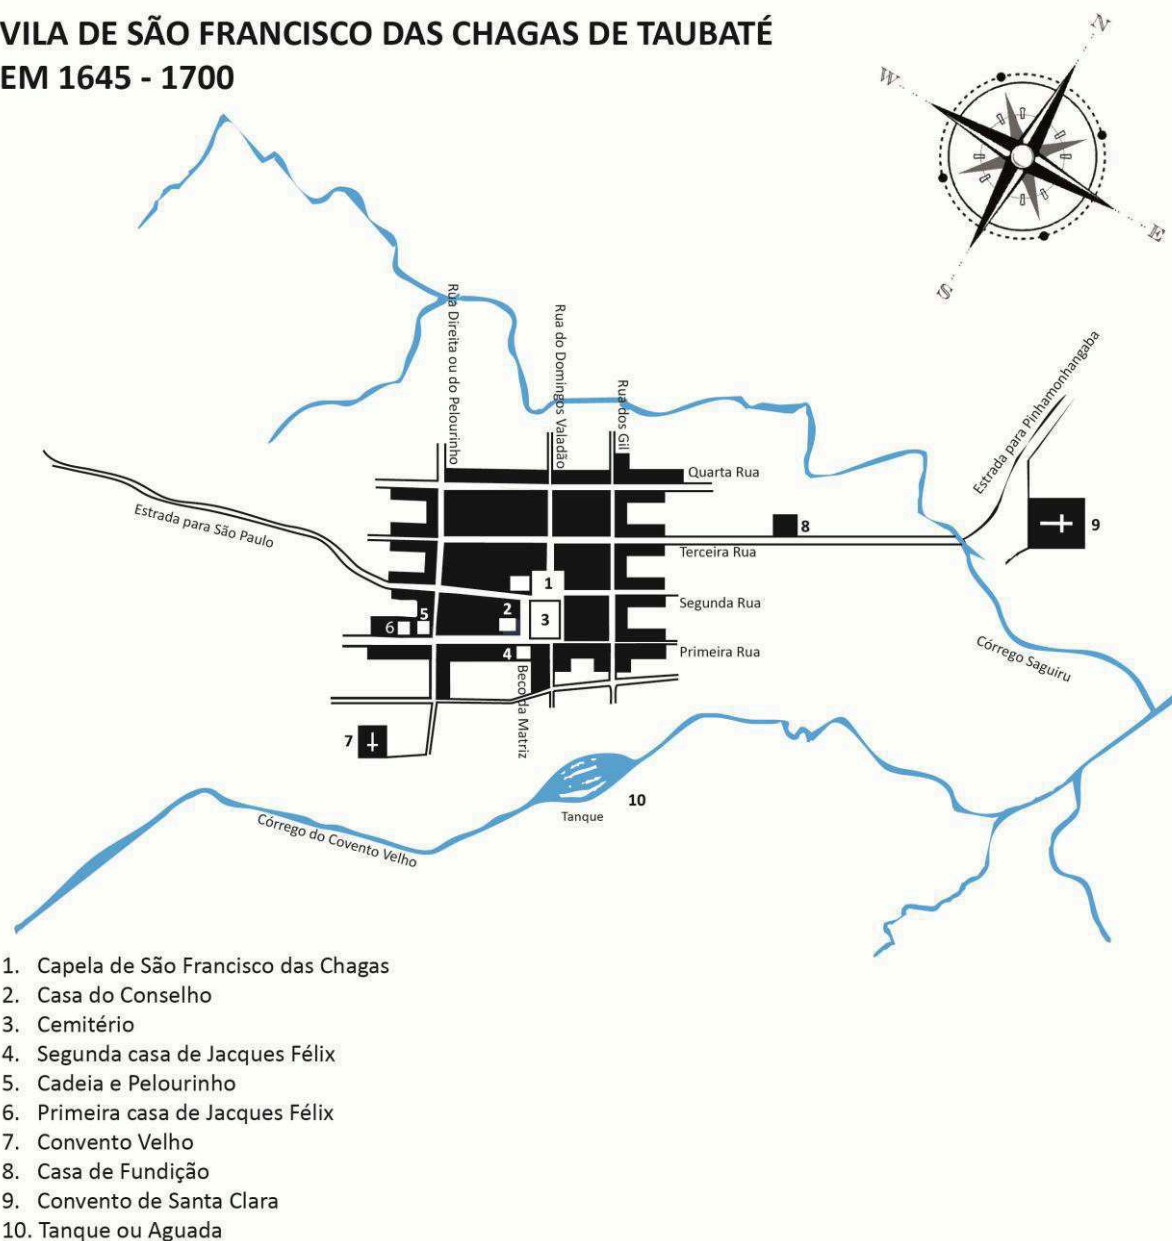 VILA DE SÃO FRANCISCO DAS CHAGAS DE TAUBATÉ
EM 1645 - 1700
N
W
E
S
Rua Direita ou do Pelourinho
Rua do Domingos Valadão
Rua dos Gil
Estrada para Pinhamonhangaba
Quarta Rua
Estrada para São Paulo
8
9
Terceira Rua
1
2
3
5
6
Segunda Rua
4
Primeira Rua
Beco da Matriz
Córrego Saguiru
7
10
Tanque
Córrego do Covento Velho
1. Capela de São Francisco das Chagas
2. Casa do Conselho
3. Cemitério
4. Segunda casa de Jacques Félix
5. Cadeia e Pelourinho
6. Primeira casa de Jacques Félix
7. Convento Velho
8. Casa de Fundição
9. Convento de Santa Clara
10. Tanque ou Aguada